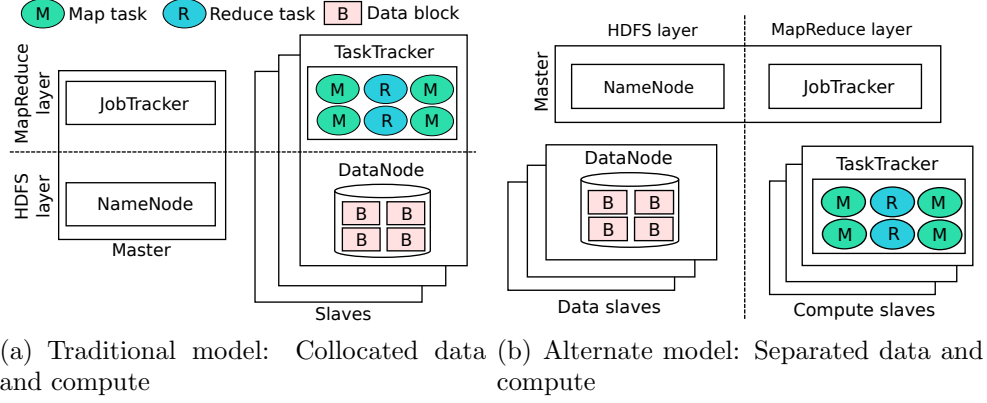 M Map task R Reduce task B Data block
MapReduce layer
HDFS layer
JobTracker
NameNode
Master
TaskTracker
M R M
M R M
DataNode
B B
B B
Slaves
(a) Traditional model: Collocated data and compute
HDFS layer MapReduce layer
Master
NameNode JobTracker
DataNode
B B
B B
Data slaves
TaskTracker
M R M
M R M
Compute slaves
(b) Alternate model: Separated data and compute